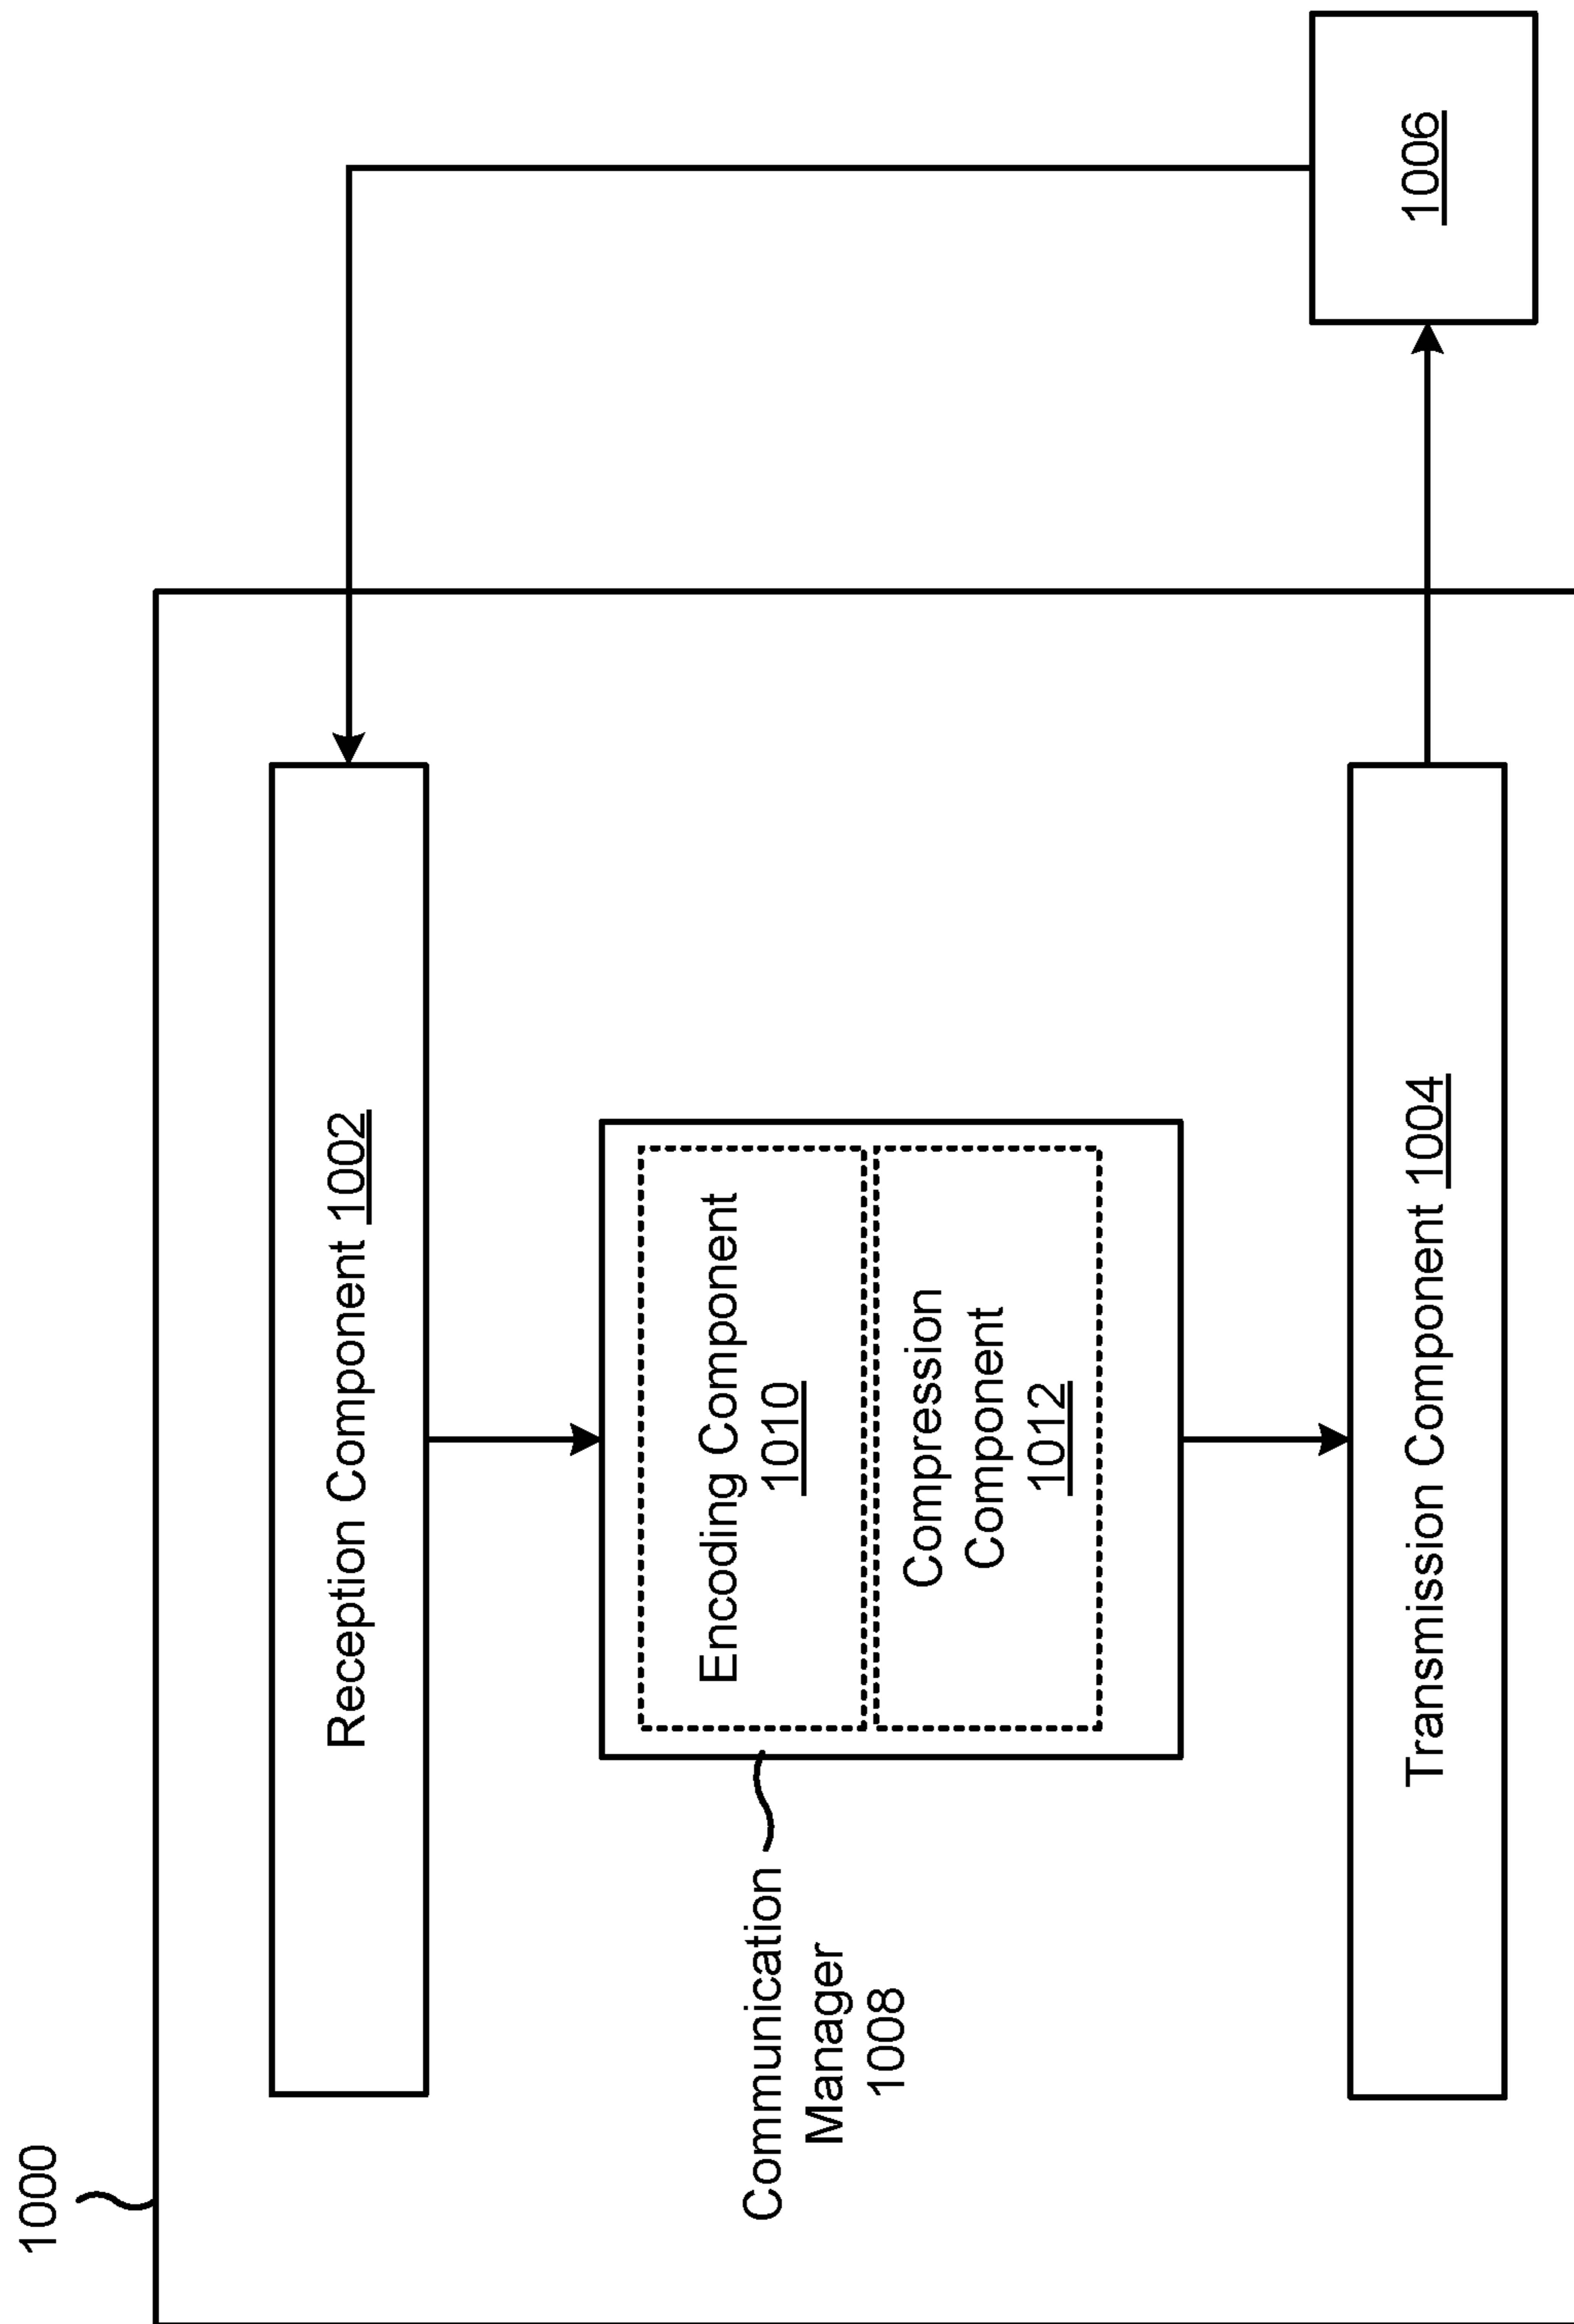 1000
Reception Component 1002
Communication
Manager
1008
Encoding Component
1010
Compression
Component
1012
Transmission Component 1004
1006